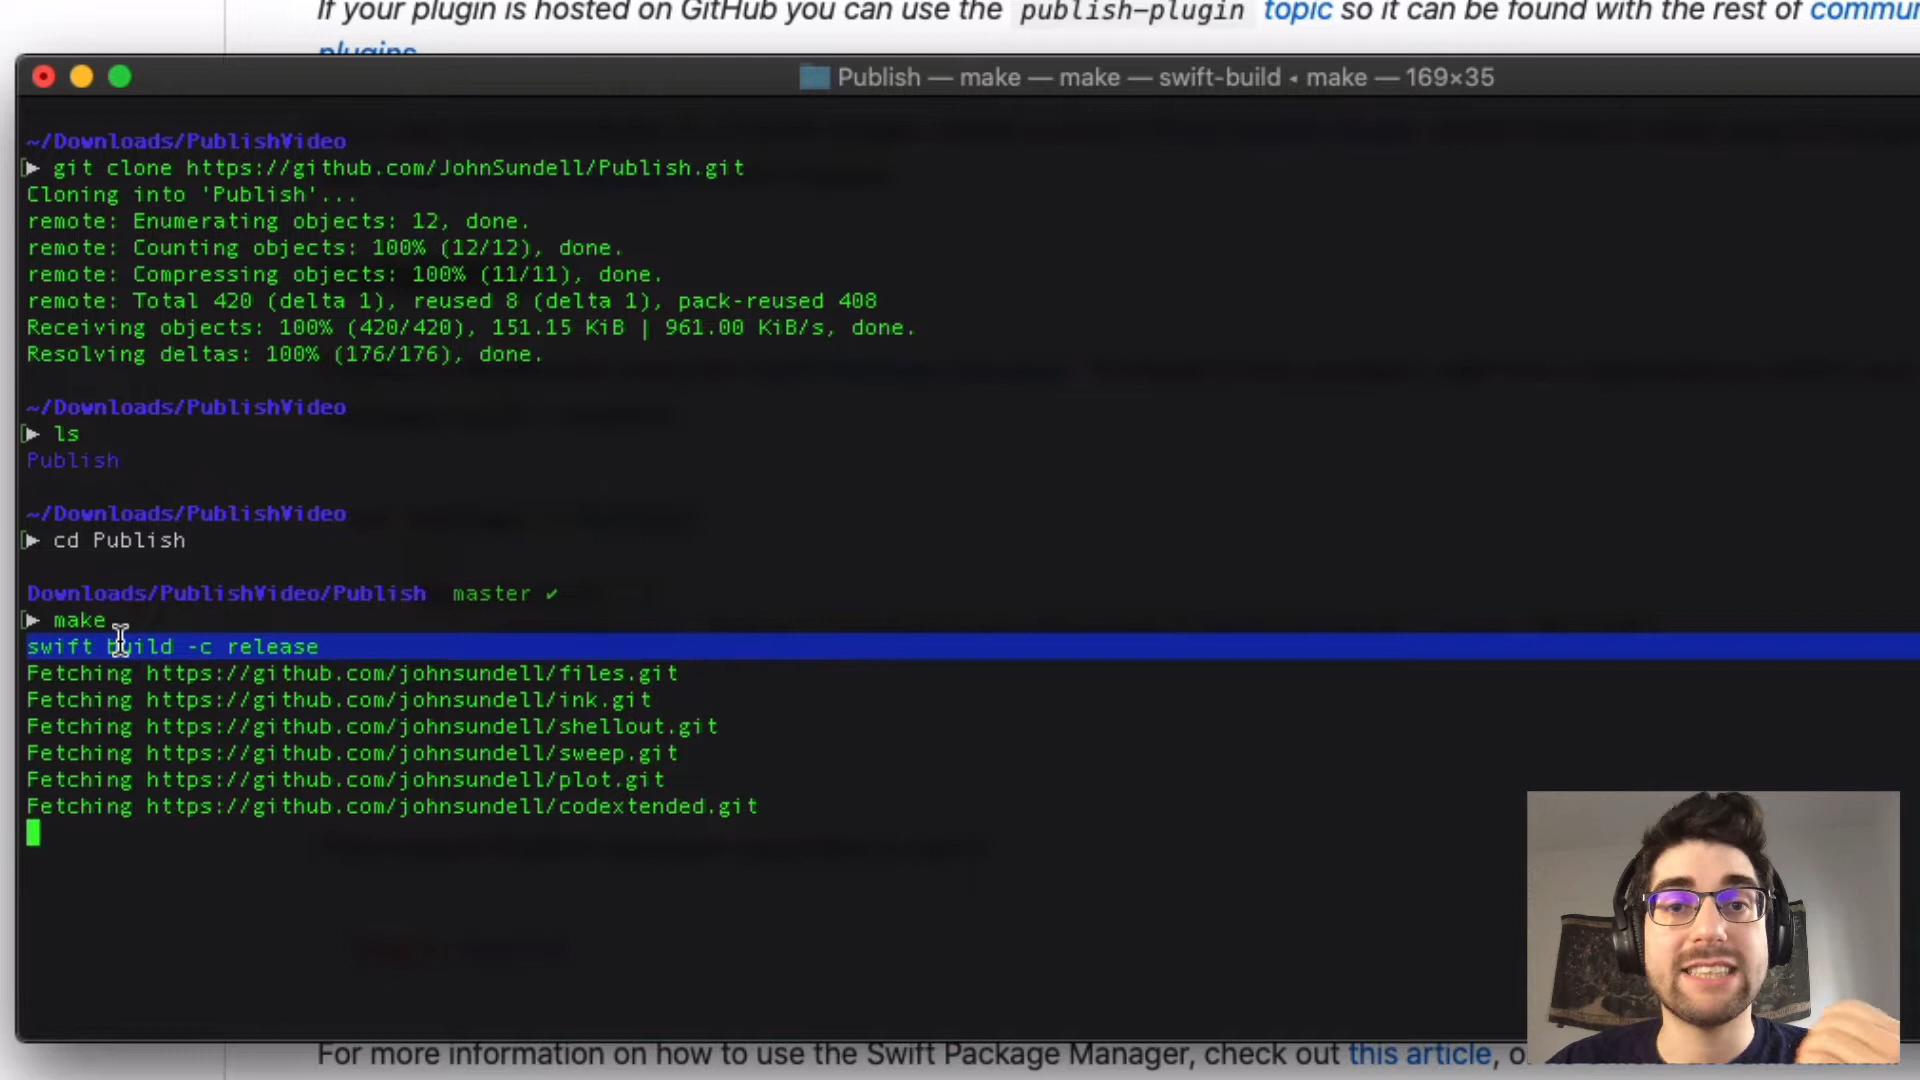 If your plugin is hosted on GitHub you can use the publish-plugin topic so it can be found with the rest of
plugins.
Publish — make — make — swift-build ◂ make — 169×35
~/Downloads/PublishVideo
▶ git clone https://github.com/JohnSundell/Publish.git
Cloning into 'Publish'...
remote: Enumerating objects: 12, done.
remote: Counting objects: 100% (12/12), done.
remote: Compressing objects: 100% (11/11), done.
remote: Total 420 (delta 1), reused 8 (delta 1), pack-reused 408
Receiving objects: 100% (420/420), 151.15 KiB | 961.00 KiB/s, done.
Resolving deltas: 100% (176/176), done.
~/Downloads/PublishVideo
▶ ls
Publish
~/Downloads/PublishVideo
▶ cd Publish
Downloads/PublishVideo/Publish master ✔
▶ make
swift build -c release
Fetching https://github.com/johnsundell/files.git
Fetching https://github.com/johnsundell/ink.git
Fetching https://github.com/johnsundell/shellout.git
Fetching https://github.com/johnsundell/sweep.git
Fetching https://github.com/johnsundell/plot.git
Fetching https://github.com/johnsundell/codextended.git
For more information on how to use the Swift Package Manager, check out this article,